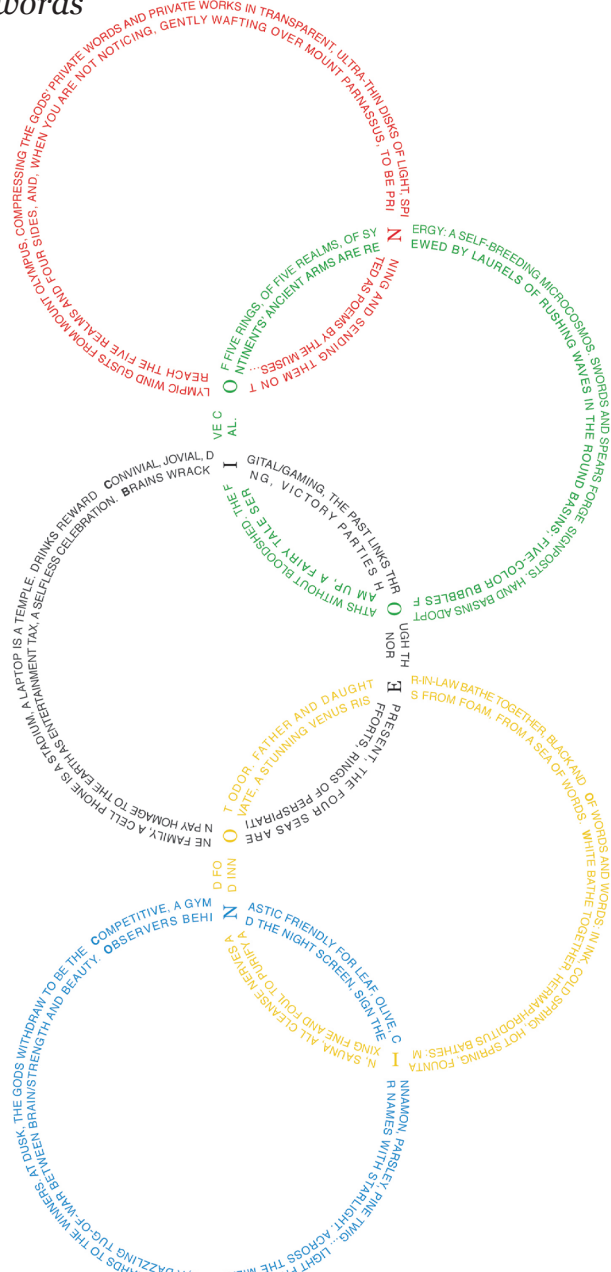 words
LYMPIC WIND GUSTS FROM MOUNT OLYMPUS, COMPRESSING THE GODS' PRIVATE WORDS AND PRIVATE WORKS IN TRANSPARENT, ULTRA-THIN DISKS OF LIGHT, SPI N NING AND SENDING THEM ON T O
REACH THE FIVE REALMS AND FOUR SIDES, AND, WHEN YOU ARE NOT NOTICING, GENTLY WAFTING OVER MOUNT PARNASSUS, TO BE PRI
TED AS POEMS BY THE MUSES...
F FIVE RINGS, OF FIVE REALMS, OF SY
ERGY: A SELF-BREEDING MICROCOSMOS. SWORDS AND SPEARS FORGE SIGNPOSTS; HAND BASINS ADOPT
ATHS WITHOUT BLOODSHED. THE F I VE C
NTINENTS' ANCIENT ARMS ARE RE
EWED BY LAURELS OF RUSHING WAVES IN THE ROUND BASINS; FIVE-COLOR BUBBLES F O
AM UP, A FAIRY TALE SER
AL.
CONVIVIAL, JOVIAL, D
GITAL/GAMING, THE PAST LINKS THR
UGH TH E PRESENT. THE FOUR SEAS ARE
NE FAMILY, A CELL PHONE IS A STADIUM, A LAPTOP IS A TEMPLE. DRINKS REWARD
BRAINS WRACK
NG, VICTORY PARTIES H
NOR
FFORTS, RINGS OF PERSPIRATI O
N PAY HOMAGE TO THE EARTH AS ENTERTAINMENT TAX, A SELFLESS CELEBRATION.
OF WORDS AND WORDS; IN INK, COLD SPRING, HOT SPRING, FOUNTA I
N, SAUNA, ALL CLEANSE NERVES A N
D FO
T ODOR. FATHER AND DAUGHT
R-IN-LAW BATHE TOGETHER, BLACK AND
WHITE BATHE TOGETHER, HERMAPHRODITUS BATHES: M
XING FINE AND FOUL TO PURIFY A
D INN
VATE. A STUNNING VENUS RIS
S FROM FOAM, FROM A SEA OF WORDS.
COMPETITIVE, A GYM
ASTIC FRIENDLY FOR LEAF: OLIVE, C
NNAMON, PARSLEY, PINE TWIG... LIGHT
TO THE WINNERS. AT DUSK, THE GODS WITHDRAW TO BE THE
OBSERVERS BEHI
D THE NIGHT SCREEN, SIGN THE
R NAMES WITH STARLIGHT. ACROSS THE
DAZZLING TUG-OF-WAR BETWEEN BRAIN/STRENGTH AND BEAUTY.